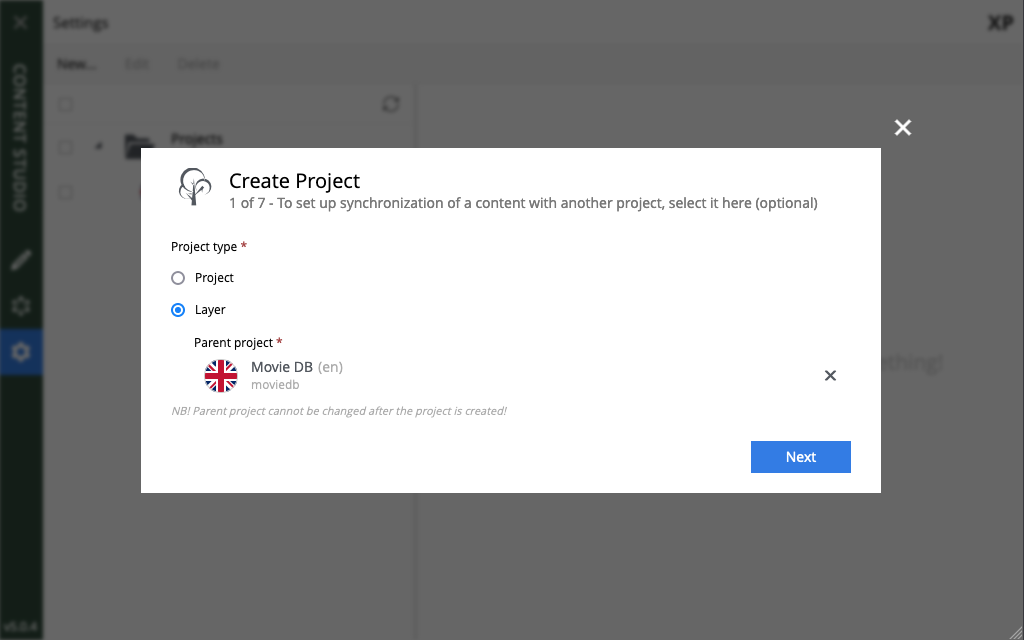 Settings
XP
CONTENT STUDIO
New...
Edit
Delete
Projects
Create Project
1 of 7 - To set up synchronization of a content with another project, select it here (optional)
Project type *
Project
Layer
Parent project *
Movie DB (en)
moviedb
NB! Parent project cannot be changed after the project is created!
Next
v5.0.4